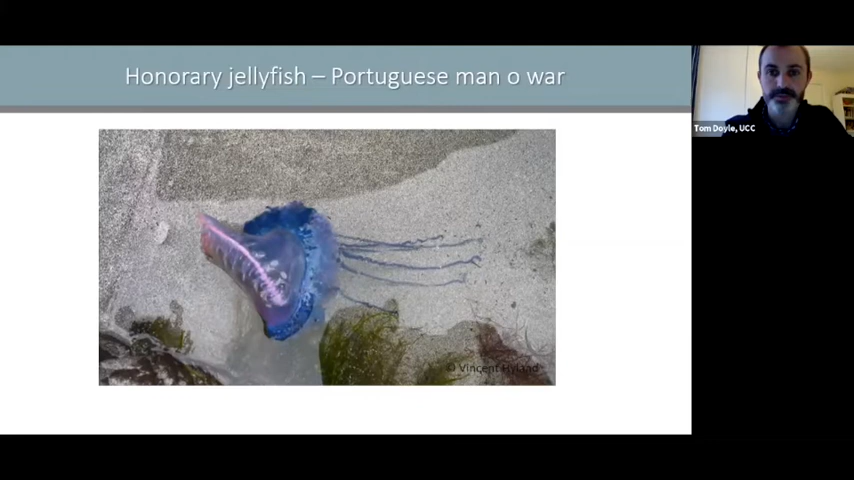 Honorary jellyfish – Portuguese man o war
Tom Doyle, UCC
© Vincent Hyland